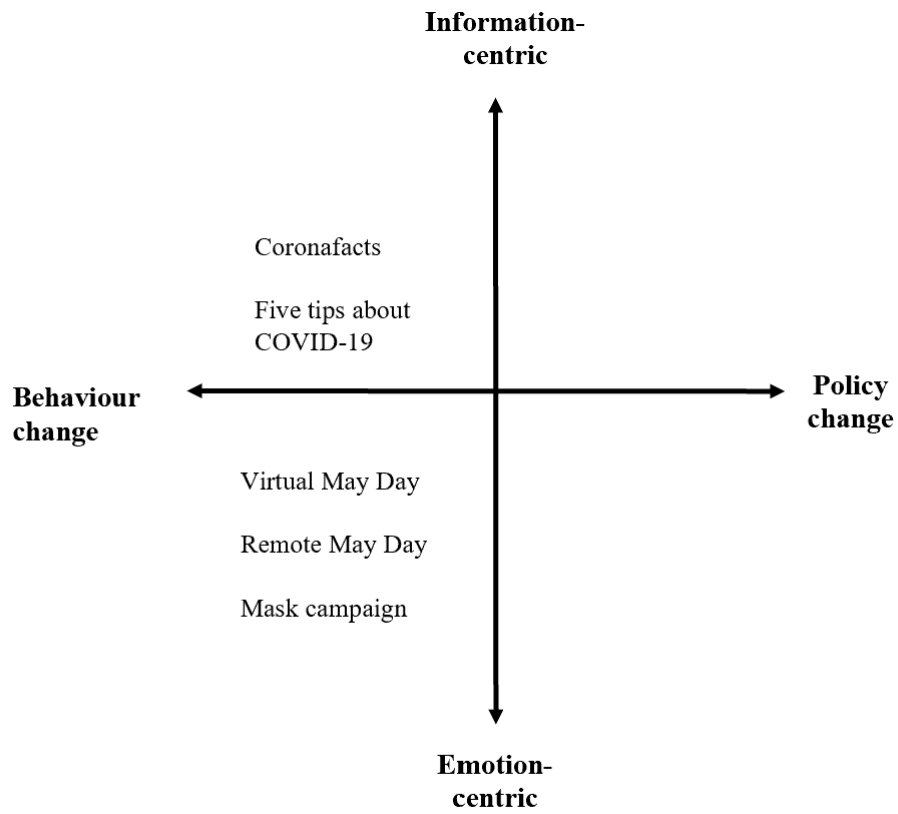 Information-
centric
Coronafacts
Five tips about
COVID-19
Behaviour
change
Policy
change
Virtual May Day
Remote May Day
Mask campaign
Emotion-
centric